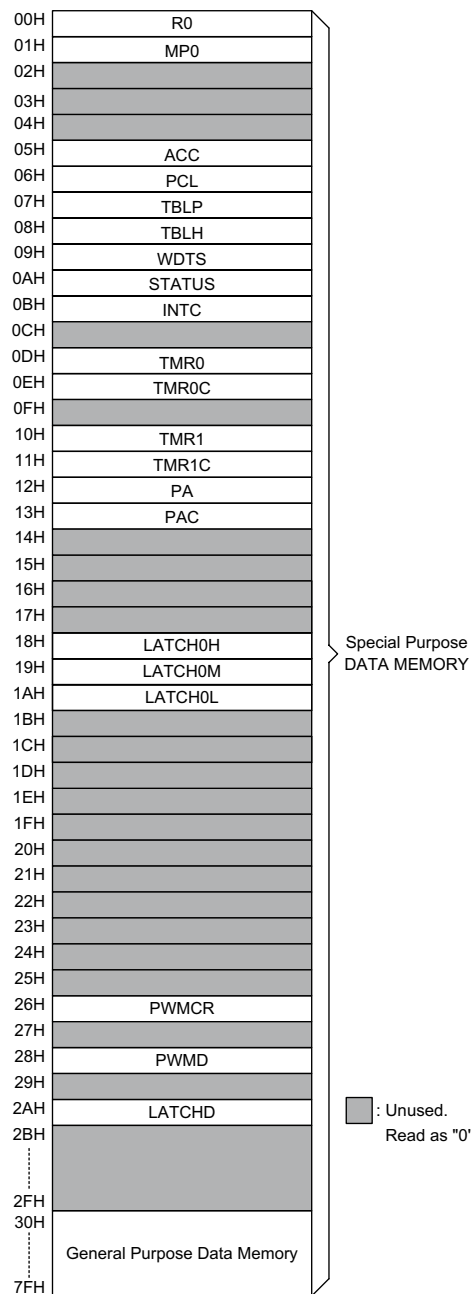 00H R0
01H MP0
02H
03H
04H
05H ACC
06H PCL
07H TBLP
08H TBLH
09H WDTS
0AH STATUS
0BH INTC
0CH
0DH TMR0
0EH TMR0C
0FH
10H TMR1
11H TMR1C
12H PA
13H PAC
14H
15H
16H
17H
18H LATCH0H
Special Purpose
19H LATCH0M
DATA MEMORY
1AH LATCH0L
1BH
1CH
1DH
1EH
1FH
20H
21H
22H
23H
24H
25H
26H PWMCR
27H
28H PWMD
29H
2AH LATCHD
: Unused.
2BH
Read as "0"
2FH
30H
General Purpose Data Memory
7FH